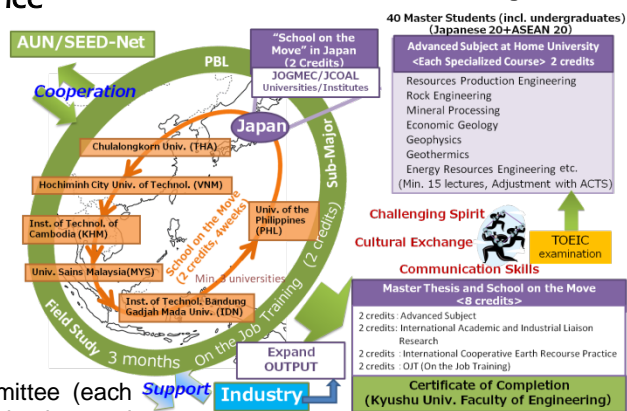 40 Master Students (incl. undergraduates)
(Japanese 20+ASEAN 20)
AUN/SEED-Net
Cooperation
PBL
"School on the
Move" in Japan
(2 Credits)
JOGMEC/JCOAL
Universities/Institutes
Japan
Sub-Major
(2 credits)
On the Job Training
3 months
Field Study
Chulalongkorn Univ. (THA)
Hochiminh City Univ. of Technol. (VNM)
Inst. of Technol. of
Cambodia (KHM)
Univ. Sains Malaysia(MYS)
Inst. of Technol. Bandung
Gadjah Mada Univ. (IDN)
Univ. of the
Philippines
(PHL)
School on the Move
(2 credits, 4weeks)
Min. 3 universities
Advanced Subject at Home University
<Each Specialized Course> 2 credits
Resources Production Engineering
Rock Engineering
Mineral Processing
Economic Geology
Geophysics
Geothermics
Energy Resources Engineering etc.
(Min. 15 lectures, Adjustment with ACTS)
Challenging Spirit
Cultural Exchange
Communication Skills
TOEIC
examination
Master Thesis and School on the Move
<8 credits>
2 credits: Advanced Subject
2 credits: International Academic and Industrial Liaison
Research
2 credits: International Cooperative Earth Recourse Practice
2 credits: OJT (On the Job Training)
Certificate of Completion
(Kyushu Univ. Faculty of Engineering)
Expand
OUTPUT
Support
Industry
mittee (each